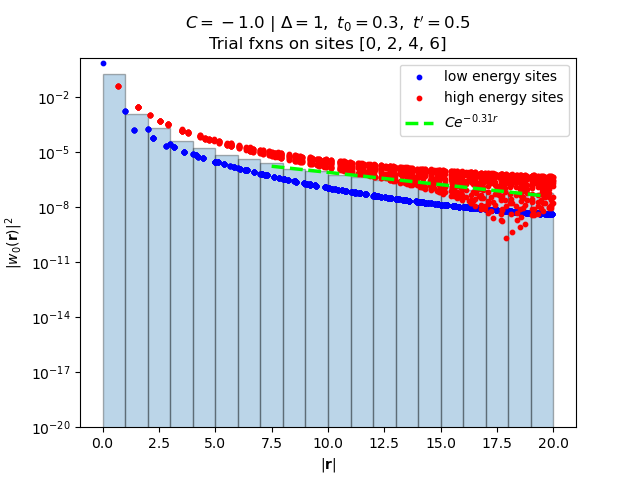 C = −1.0 | Δ = 1, t₀ = 0.3, t′ = 0.5
Trial fxns on sites [0, 2, 4, 6]
low energy sites
high energy sites
Ce^{−0.31r}
|w₀(r)|²
10⁻²
10⁻⁵
10⁻⁸
10⁻¹¹
10⁻¹⁴
10⁻¹⁷
10⁻²⁰
0.0 2.5 5.0 7.5 10.0 12.5 15.0 17.5 20.0
|r|